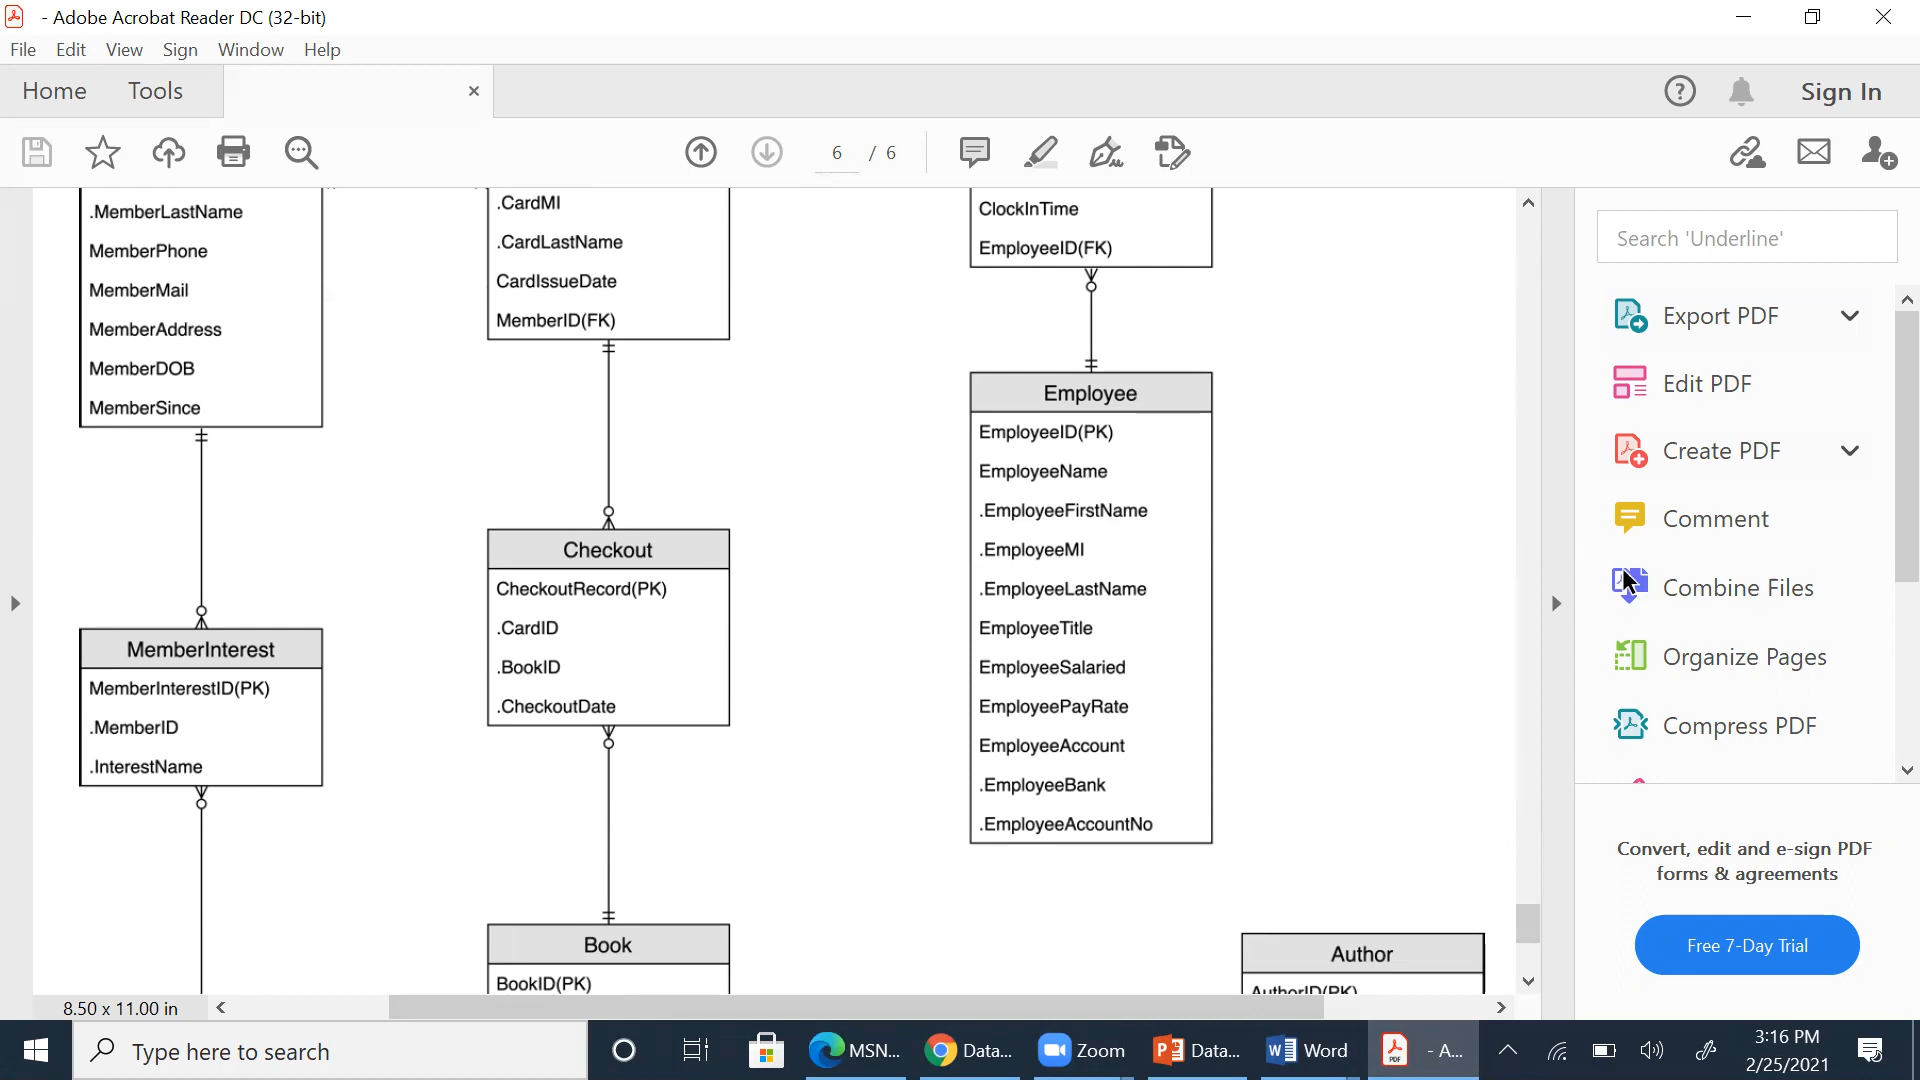 - Adobe Acrobat Reader DC (32-bit)
File Edit View Sign Window Help
Home Tools
Sign In
6 / 6
.MemberLastName
MemberPhone
MemberMail
MemberAddress
MemberDOB
MemberSince
MemberInterest
MemberInterestID(PK)
.MemberID
.InterestName
.CardMI
.CardLastName
CardIssueDate
MemberID(FK)
Checkout
CheckoutRecord(PK)
.CardID
.BookID
.CheckoutDate
Book
BookID(PK)
ClockInTime
EmployeeID(FK)
Employee
EmployeeID(PK)
EmployeeName
.EmployeeFirstName
.EmployeeMI
.EmployeeLastName
EmployeeTitle
EmployeeSalaried
EmployeePayRate
EmployeeAccount
.EmployeeBank
.EmployeeAccountNo
Author
AuthorID(PK)
Search 'Underline'
Export PDF
Edit PDF
Create PDF
Comment
Combine Files
Organize Pages
Compress PDF
Convert, edit and e-sign PDF
forms & agreements
Free 7-Day Trial
8.50 x 11.00 in
Type here to search
MSN...
Data...
Zoom
Data...
Word
- A...
3:16 PM
2/25/2021